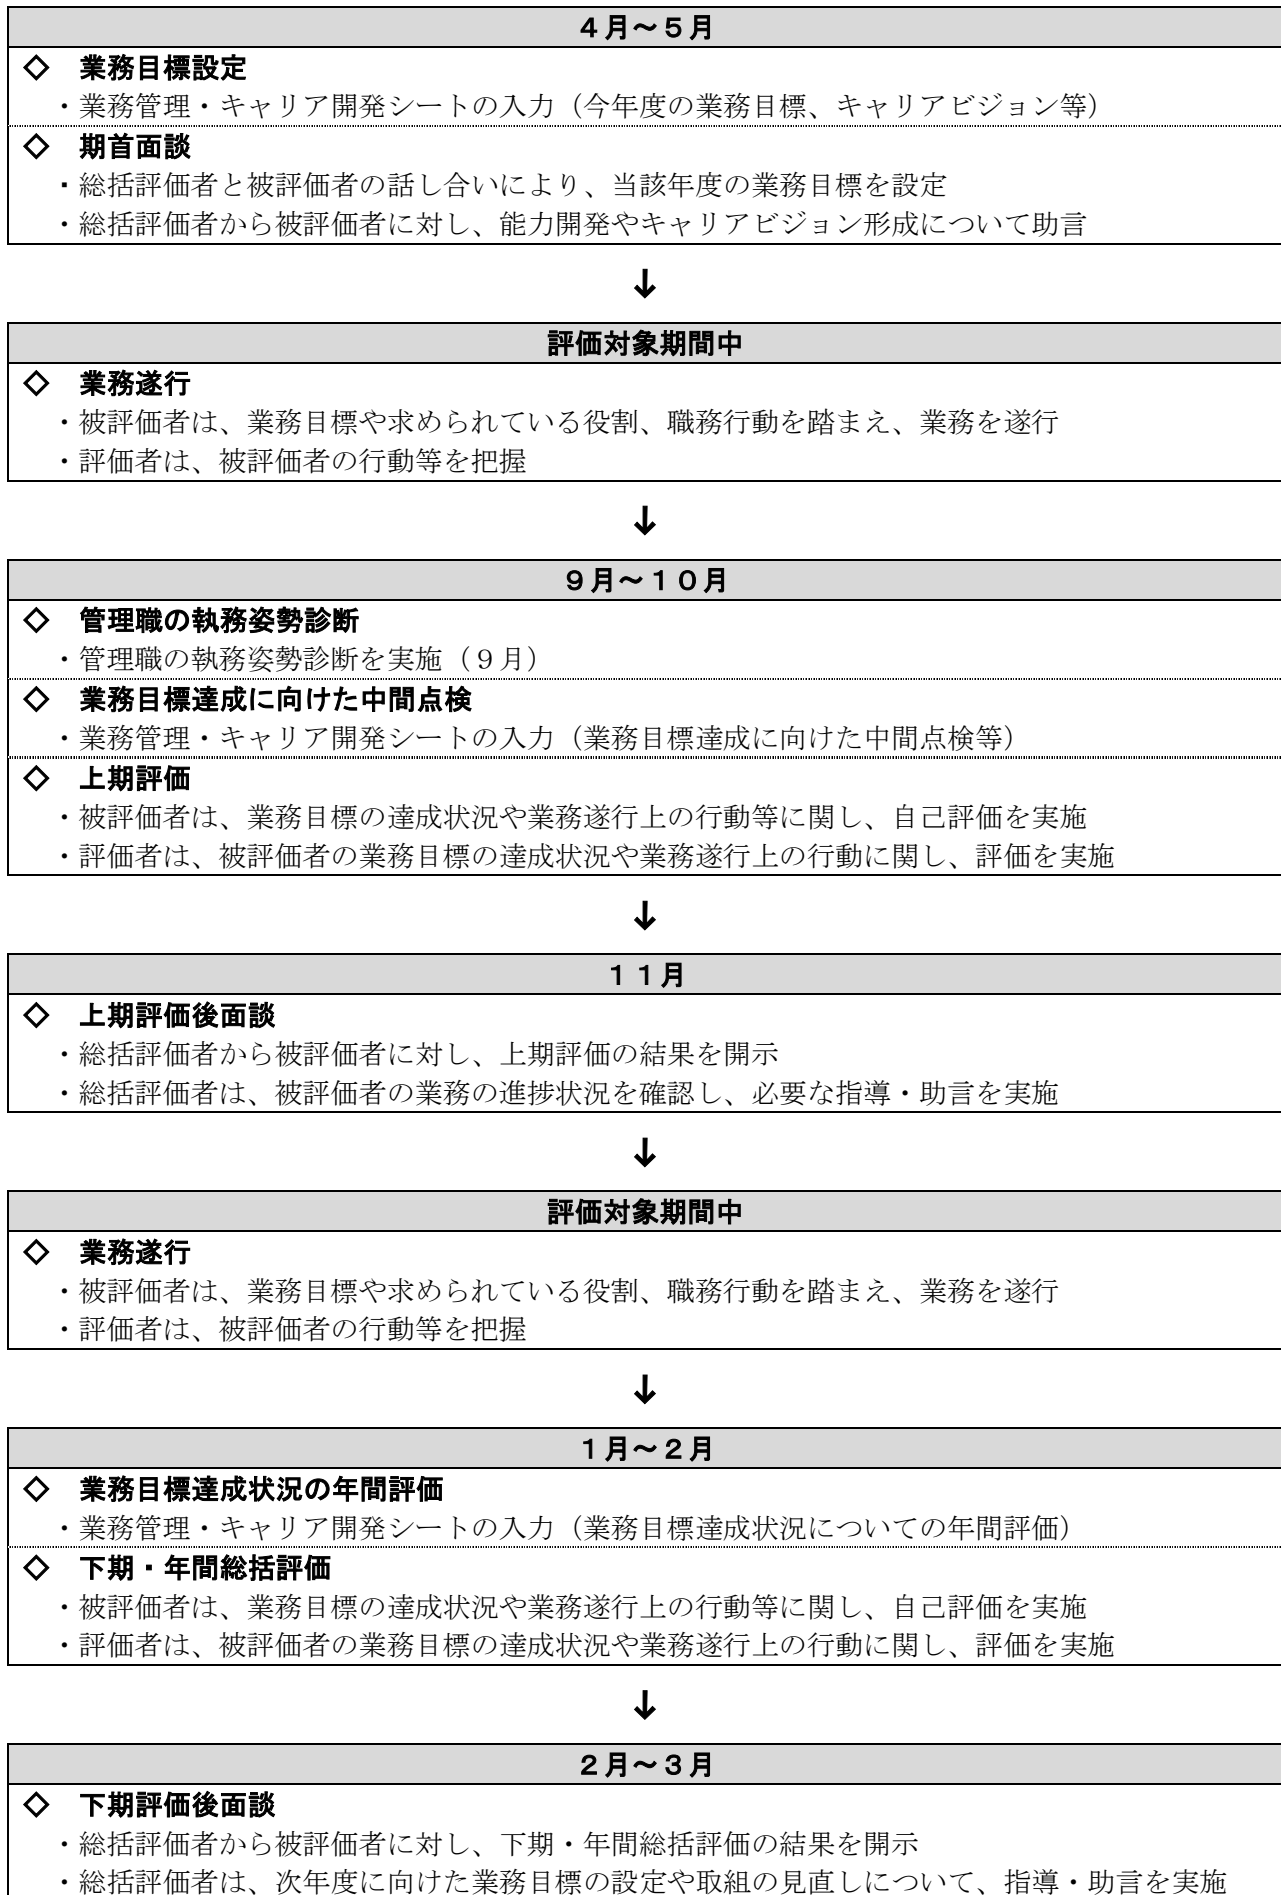 ４月～５月
◇　業務目標設定
・業務管理・キャリア開発シートの入力（今年度の業務目標、キャリアビジョン等）
◇　期首面談
・総括評価者と被評価者の話し合いにより、当該年度の業務目標を設定
・総括評価者から被評価者に対し、能力開発やキャリアビジョン形成について助言
↓
評価対象期間中
◇　業務遂行
・被評価者は、業務目標や求められている役割、職務行動を踏まえ、業務を遂行
・評価者は、被評価者の行動等を把握
↓
９月～１０月
◇　管理職の執務姿勢診断
・管理職の執務姿勢診断を実施（９月）
◇　業務目標達成に向けた中間点検
・業務管理・キャリア開発シートの入力（業務目標達成に向けた中間点検等）
◇　上期評価
・被評価者は、業務目標の達成状況や業務遂行上の行動等に関し、自己評価を実施
・評価者は、被評価者の業務目標の達成状況や業務遂行上の行動に関し、評価を実施
↓
１１月
◇　上期評価後面談
・総括評価者から被評価者に対し、上期評価の結果を開示
・総括評価者は、被評価者の業務の進捗状況を確認し、必要な指導・助言を実施
↓
評価対象期間中
◇　業務遂行
・被評価者は、業務目標や求められている役割、職務行動を踏まえ、業務を遂行
・評価者は、被評価者の行動等を把握
↓
１月～２月
◇　業務目標達成状況の年間評価
・業務管理・キャリア開発シートの入力（業務目標達成状況についての年間評価）
◇　下期・年間総括評価
・被評価者は、業務目標の達成状況や業務遂行上の行動等に関し、自己評価を実施
・評価者は、被評価者の業務目標の達成状況や業務遂行上の行動に関し、評価を実施
↓
２月～３月
◇　下期評価後面談
・総括評価者から被評価者に対し、下期・年間総括評価の結果を開示
・総括評価者は、次年度に向けた業務目標の設定や取組の見直しについて、指導・助言を実施